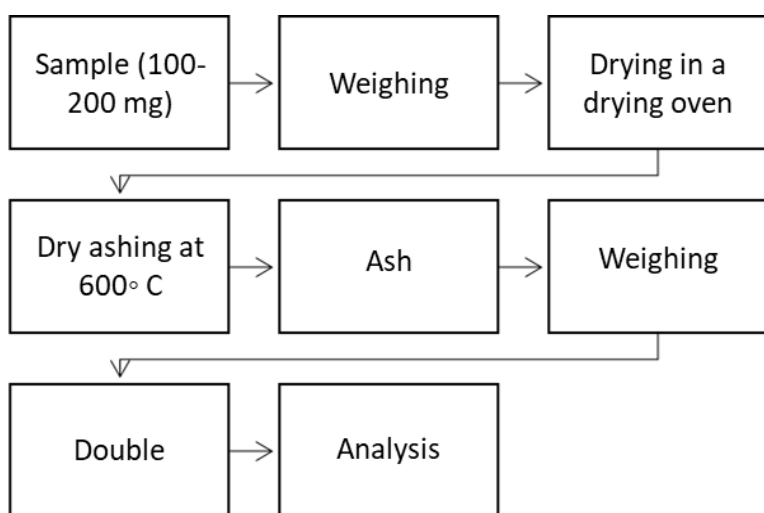 Sample (100-
200 mg)
Weighing
Drying in a
drying oven
Dry ashing at
600◦ C
Ash
Weighing
Double
Analysis